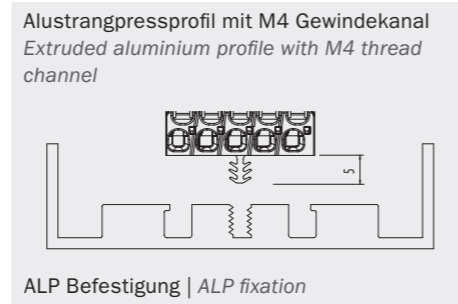 Alustrangpressprofil mit M4 Gewindekanal
Extruded aluminium profile with M4 thread
channel
5
ALP Befestigung | ALP fixation